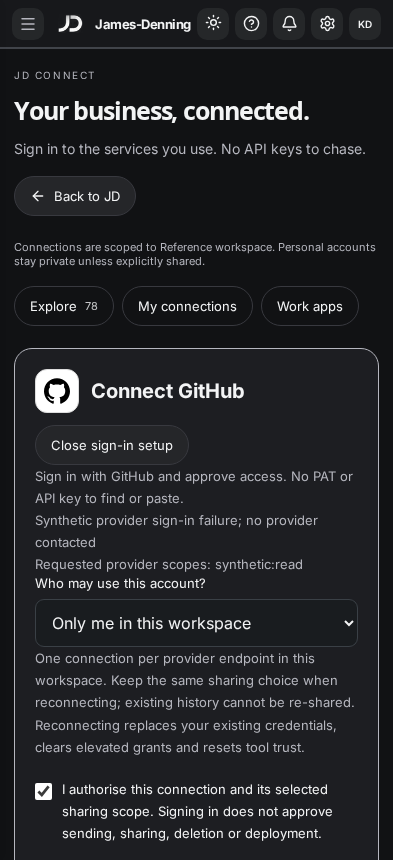 James-Denning
KD
JD CONNECT
Your business, connected.
Sign in to the services you use. No API keys to chase.
Back to JD
Connections are scoped to Reference workspace. Personal accounts
stay private unless explicitly shared.
Explore 78 My connections Work apps
Connect GitHub
Close sign-in setup
Sign in with GitHub and approve access. No PAT or
API key to find or paste.
Synthetic provider sign-in failure; no provider
contacted
Requested provider scopes: synthetic:read
Who may use this account?
Only me in this workspace
One connection per provider endpoint in this
workspace. Keep the same sharing choice when
reconnecting; existing history cannot be re-shared.
Reconnecting replaces your existing credentials,
clears elevated grants and resets tool trust.
I authorise this connection and its selected
sharing scope. Signing in does not approve
sending, sharing, deletion or deployment.